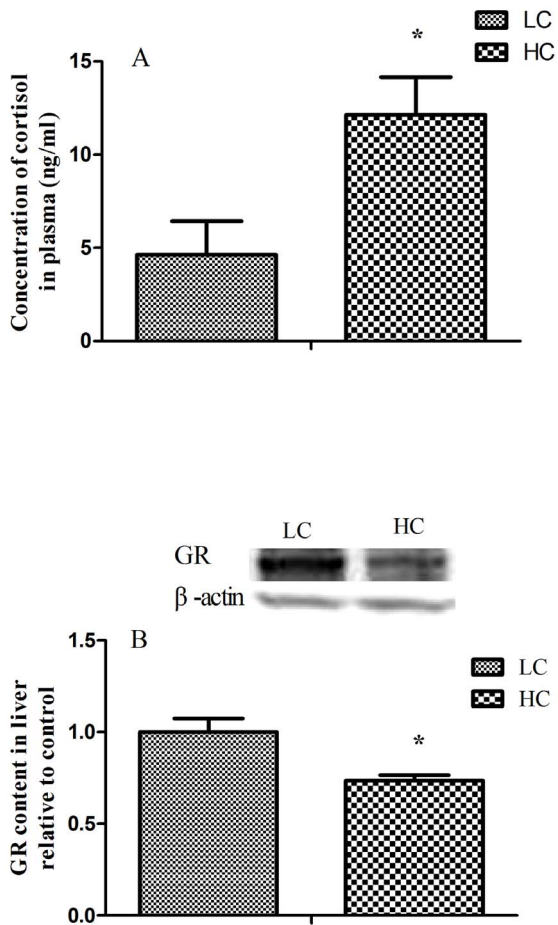 LC
HC
A
*
Concentration of cortisol
in plasma (ng/ml)
15
10
5
0
LC HC
GR
β -actin
B
LC
HC
*
GR content in liver
relative to control
1.5
1.0
0.5
0.0